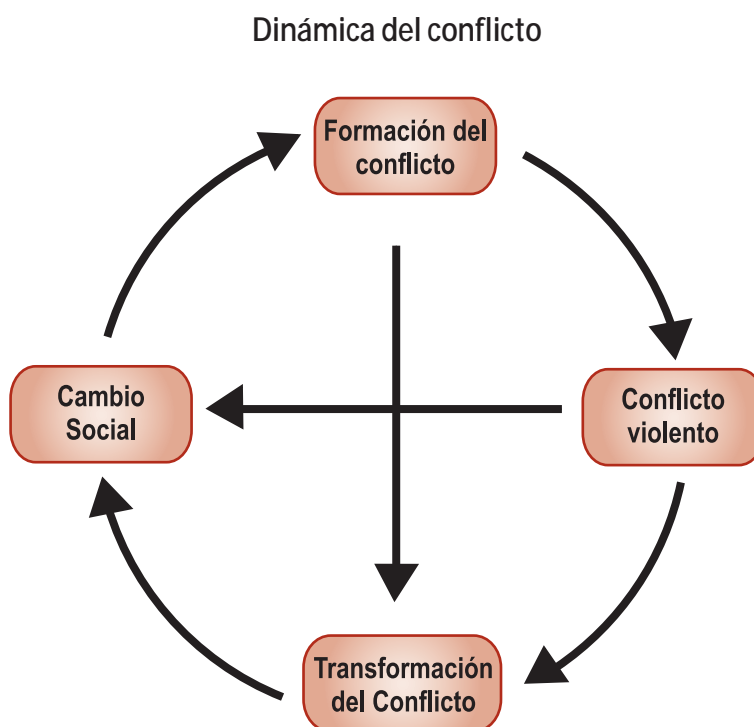 Dinámica del conflicto
Formación del
conflicto
Cambio
Social
Conflicto
violento
Transformación
del Conflicto